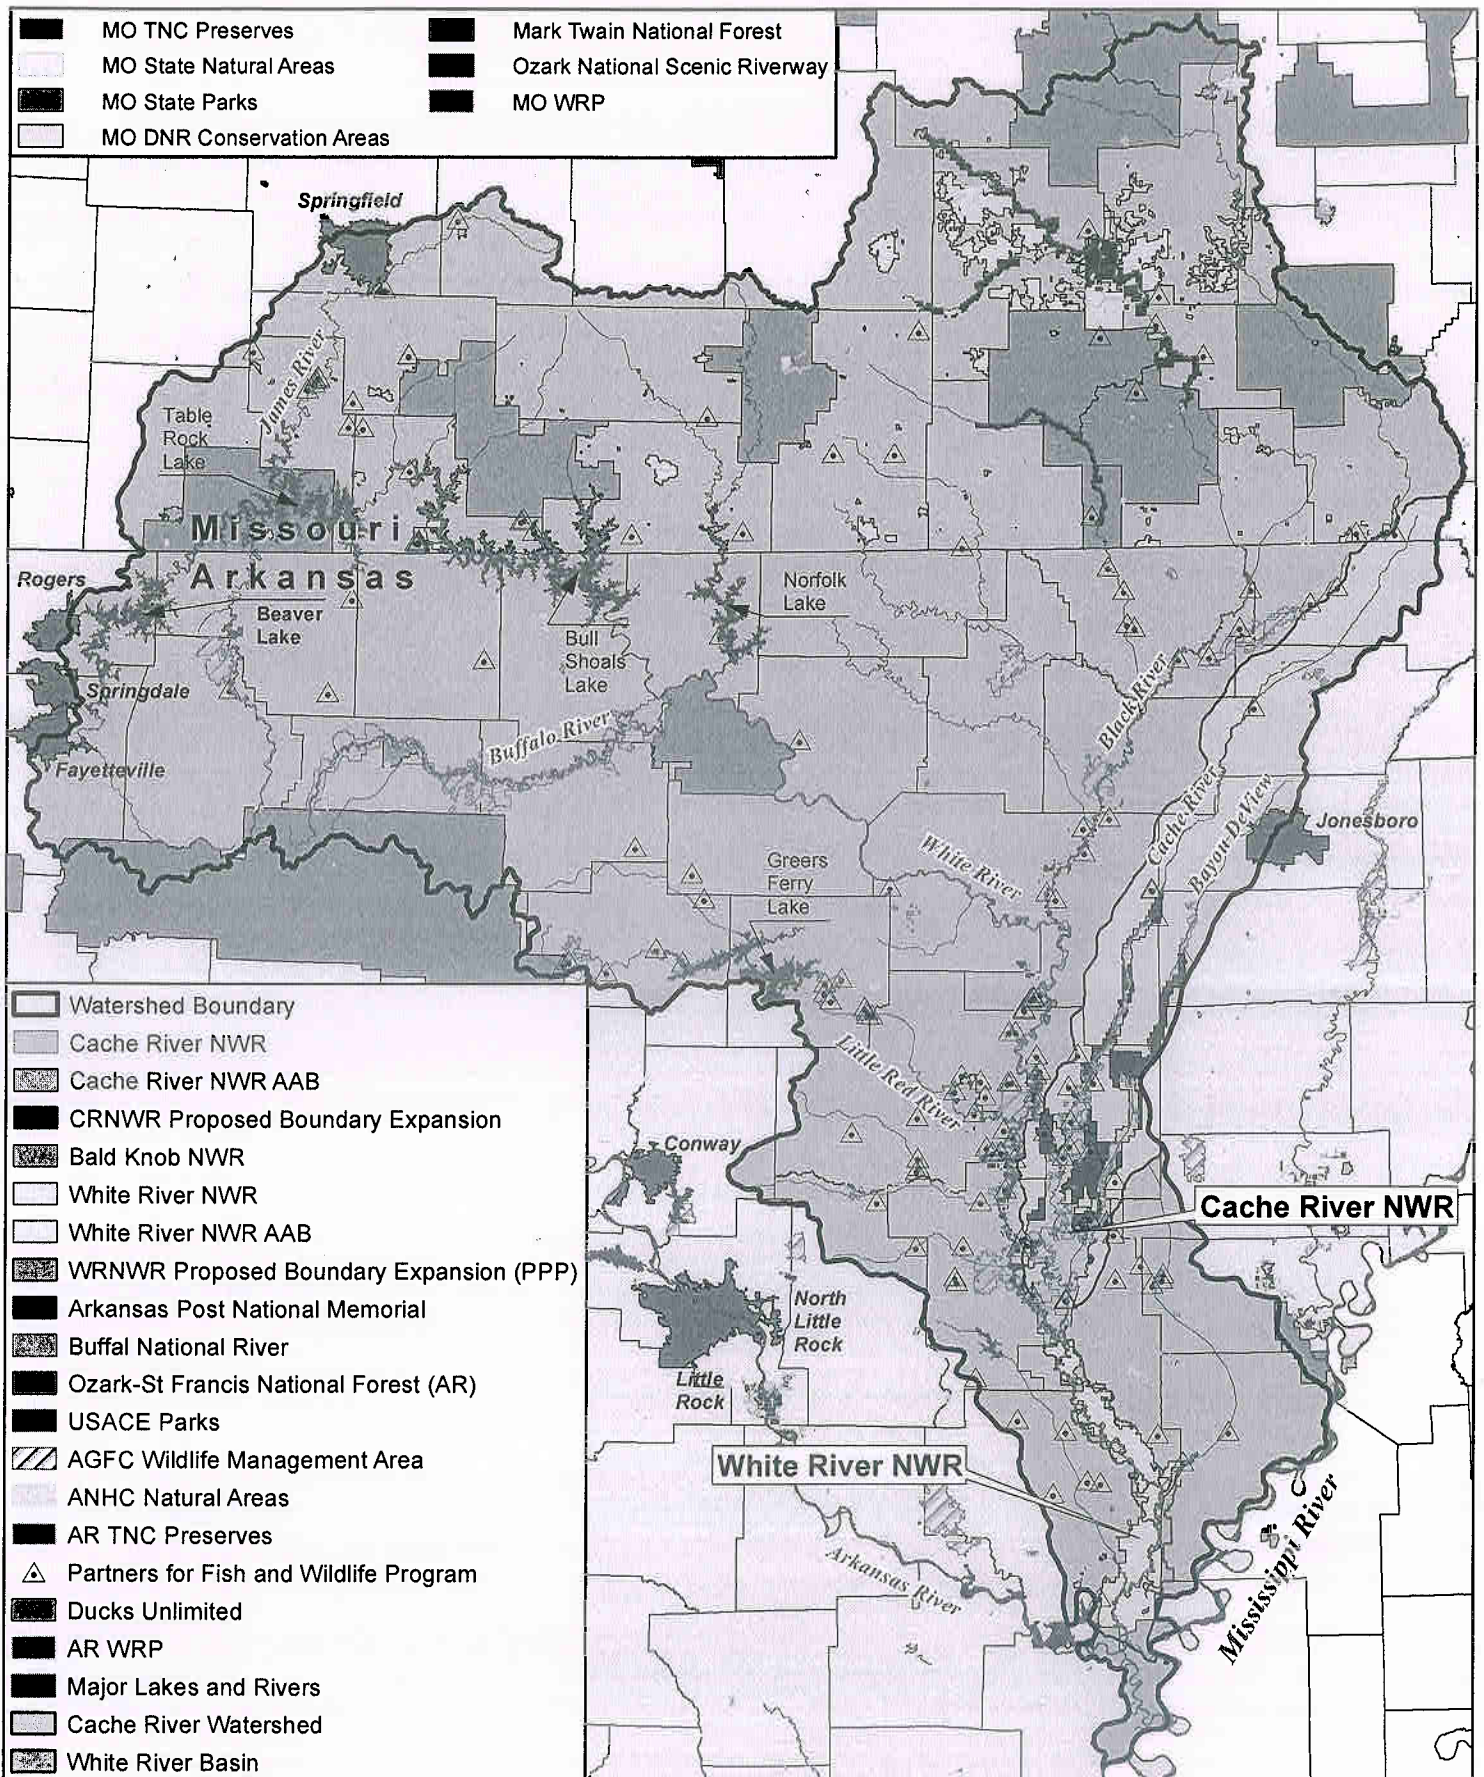 MO TNC Preserves
MO State Natural Areas
MO State Parks
MO DNR Conservation Areas
Mark Twain National Forest
Ozark National Scenic Riverway
MO WRP
Springfield
James River
Table
Rock
Lake
Missouri
Arkansas
Rogers
Beaver
Lake
Norfolk
Lake
Bull
Shoals
Lake
Springdale
Black River
Buffalo River
Fayetteville
Cache River
Bayou DeView
Jonesboro
White River
Greers
Ferry
Lake
Little Red River
Conway
Cache River NWR
North
Little
Rock
Little
Rock
White River NWR
Arkansas River
Mississippi River
Watershed Boundary
Cache River NWR
Cache River NWR AAB
CRNWR Proposed Boundary Expansion
Bald Knob NWR
White River NWR
White River NWR AAB
WRNWR Proposed Boundary Expansion (PPP)
Arkansas Post National Memorial
Buffal National River
Ozark-St Francis National Forest (AR)
USACE Parks
AGFC Wildlife Management Area
ANHC Natural Areas
AR TNC Preserves
Partners for Fish and Wildlife Program
Ducks Unlimited
AR WRP
Major Lakes and Rivers
Cache River Watershed
White River Basin